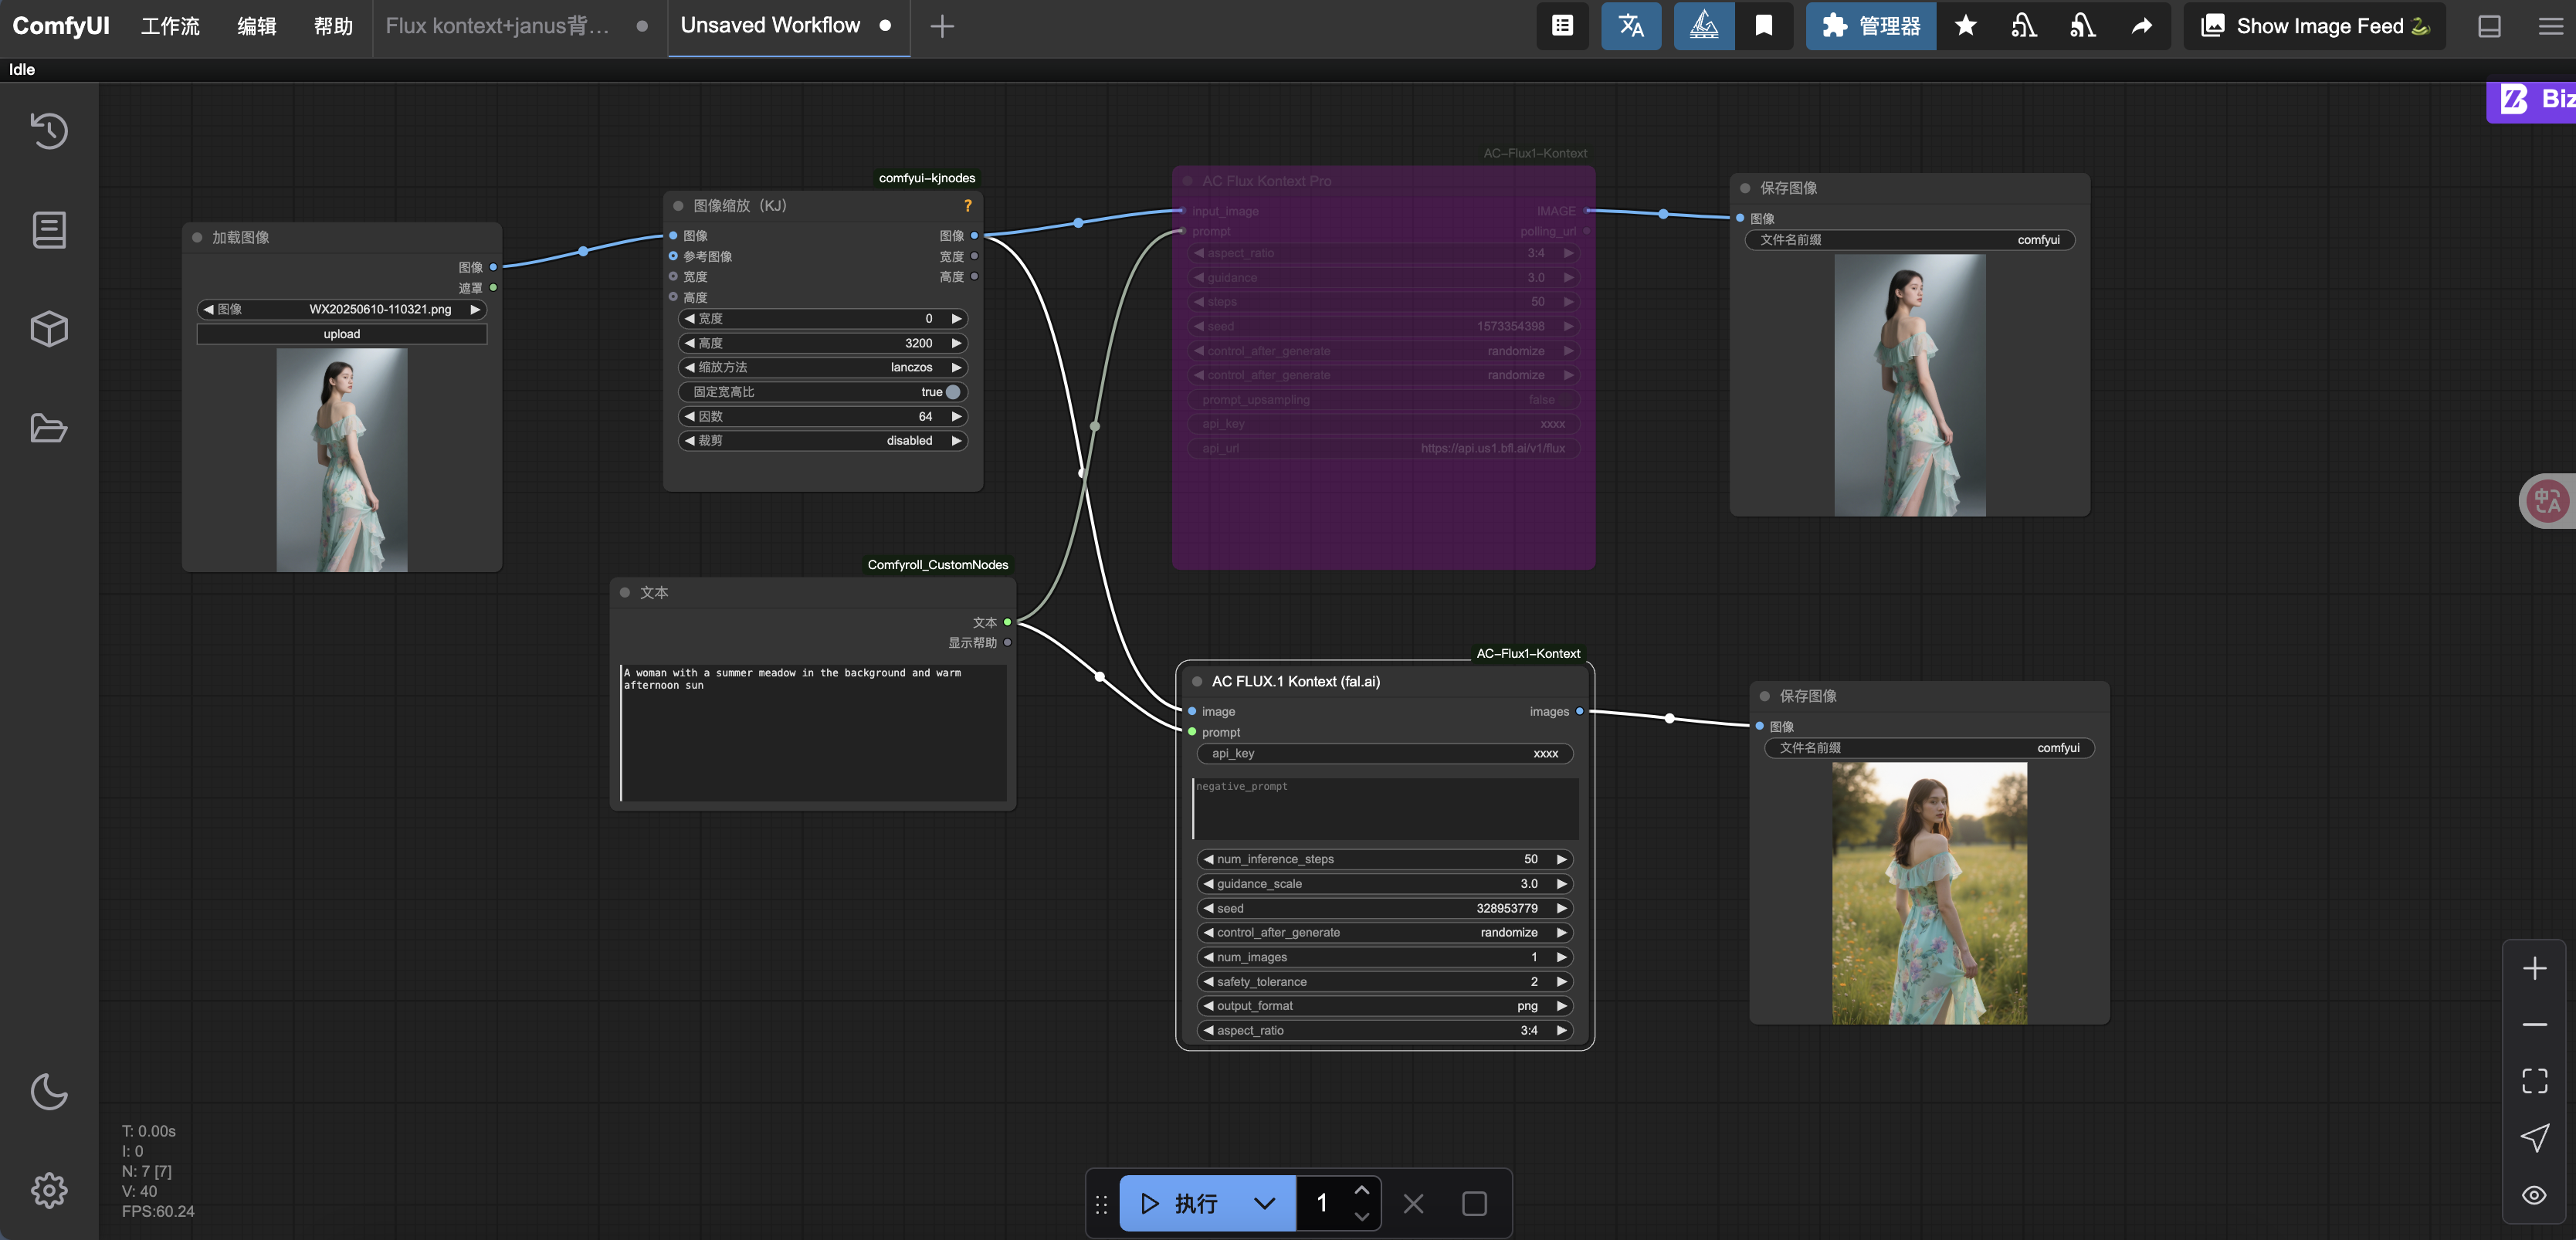 ComfyUI 工作流 编辑 帮助 Flux kontext+janus背... Unsaved Workflow 管理器 Show Image Feed
Idle
Biz
加载图像
图像
遮罩
图像 WX20250610-110321.png
upload
comfyui-kjnodes
图像缩放（KJ） ?
图像 图像
参考图像 宽度
宽度 高度
高度
宽度 0
高度 3200
缩放方法 lanczos
固定宽高比 true
因数 64
裁剪 disabled
Comfyroll_CustomNodes
文本
文本
显示帮助
A woman with a summer meadow in the background and warm
afternoon sun
AC-Flux1-Kontext
AC Flux Kontext Pro
input_image IMAGE
prompt polling_url
aspect_ratio 3:4
guidance 3.0
steps 50
seed 1573354398
control_after_generate randomize
control_after_generate randomize
prompt_upsampling false
api_key xxxx
api_url https://api.us1.bfl.ai/v1/flux
AC-Flux1-Kontext
AC FLUX.1 Kontext (fal.ai)
image images
prompt
api_key xxxx
negative_prompt
num_inference_steps 50
guidance_scale 3.0
seed 328953779
control_after_generate randomize
num_images 1
safety_tolerance 2
output_format png
aspect_ratio 3:4
保存图像
图像
文件名前缀 comfyui
保存图像
图像
文件名前缀 comfyui
中A
T: 0.00s
I: 0
N: 7 [7]
V: 40
FPS:60.24
执行 1